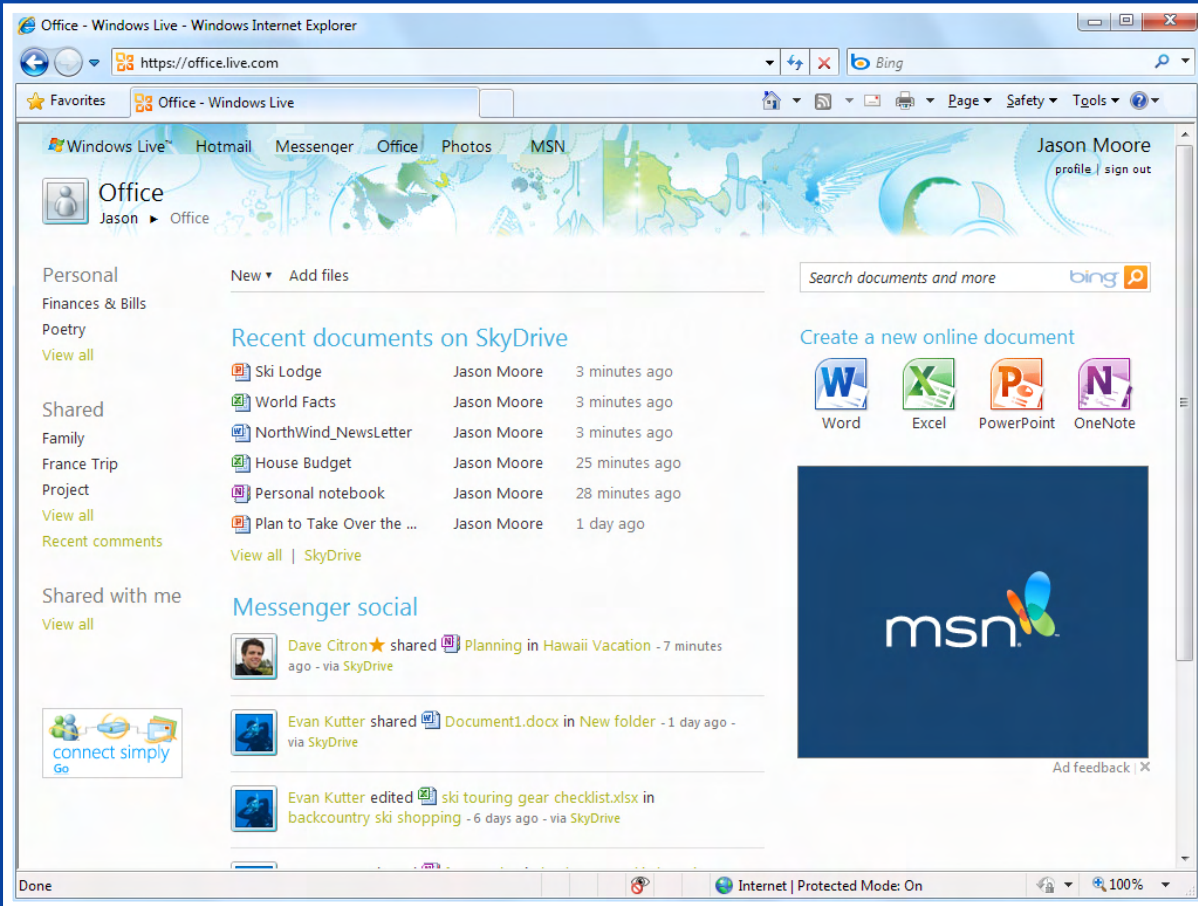 Office - Windows Live - Windows Internet Explorer
https://office.live.com
Bing
Favorites
Office - Windows Live
Page
Safety
Tools
Windows Live™ Hotmail Messenger Office Photos MSN
Jason Moore
profile | sign out
Office
Jason ► Office
Personal
Finances & Bills
Poetry
View all
Shared
Family
France Trip
Project
View all
Recent comments
Shared with me
View all
connect simply
Go
New ▾ Add files
Recent documents on SkyDrive
Ski Lodge Jason Moore 3 minutes ago
World Facts Jason Moore 3 minutes ago
NorthWind_NewsLetter Jason Moore 3 minutes ago
House Budget Jason Moore 25 minutes ago
Personal notebook Jason Moore 28 minutes ago
Plan to Take Over the ... Jason Moore 1 day ago
View all | SkyDrive
Messenger social
Dave Citron shared Planning in Hawaii Vacation - 7 minutes
ago - via SkyDrive
Evan Kutter shared Document1.docx in New folder - 1 day ago -
via SkyDrive
Evan Kutter edited ski touring gear checklist.xlsx in
backcountry ski shopping - 6 days ago - via SkyDrive
Search documents and more bing
Create a new online document
Word Excel PowerPoint OneNote
msn
Ad feedback | X
Done
Internet | Protected Mode: On
100%